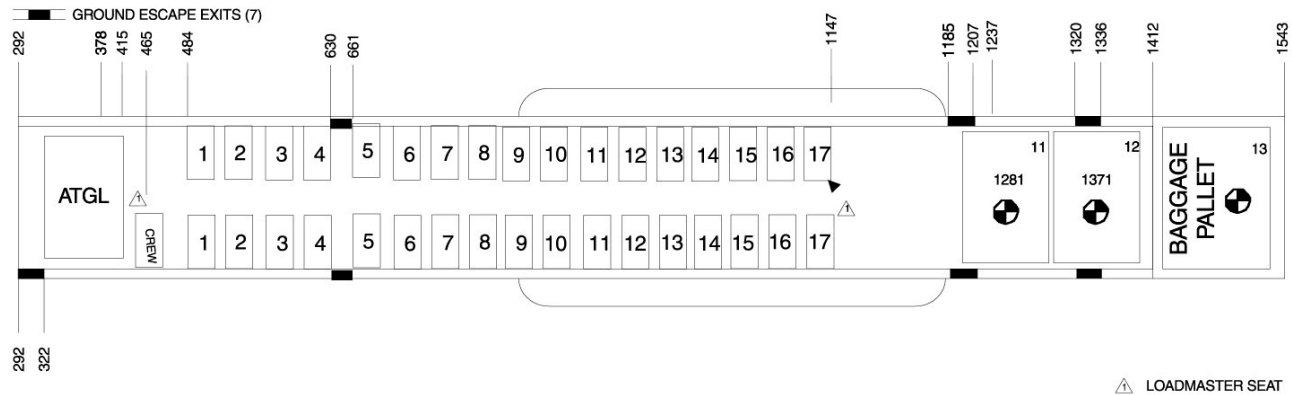 GROUND ESCAPE EXITS (7)
292 378 415 465 484 630 661 1147 1185 1207 1237 1320 1336 1412 1543
1 2 3 4 5 6 7 8 9 10 11 12 13 14 15 16 17
11 12 13
ATGL
1
1281 1371
BAGGAGE
PALLET
1
CREW
1 2 3 4 5 6 7 8 9 10 11 12 13 14 15 16 17
292 322
1 LOADMASTER SEAT